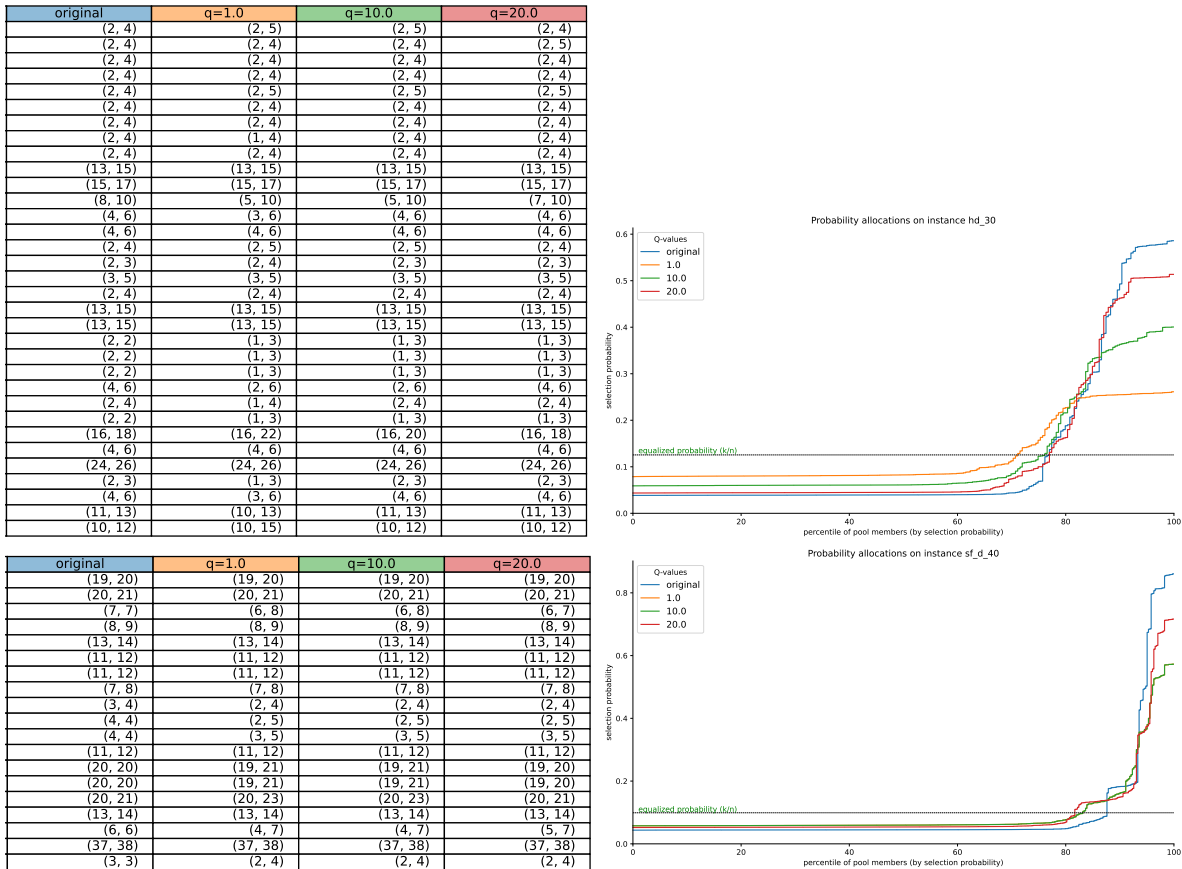 original q=1.0 q=10.0 q=20.0
(2, 4) (2, 5) (2, 5) (2, 4)
(2, 4) (2, 4) (2, 4) (2, 5)
(2, 4) (2, 4) (2, 4) (2, 4)
(2, 4) (2, 4) (2, 4) (2, 4)
(2, 4) (2, 5) (2, 5) (2, 5)
(2, 4) (2, 4) (2, 4) (2, 4)
(2, 4) (2, 4) (2, 4) (2, 4)
(2, 4) (1, 4) (2, 4) (2, 4)
(2, 4) (2, 4) (2, 4) (2, 4)
(13, 15) (13, 15) (13, 15) (13, 15)
(15, 17) (15, 17) (15, 17) (15, 17)
(8, 10) (5, 10) (5, 10) (7, 10)
(4, 6) (3, 6) (4, 6) (4, 6)
(4, 6) (4, 6) (4, 6) (4, 6)
(2, 4) (2, 5) (2, 5) (2, 4)
(2, 3) (2, 4) (2, 3) (2, 3)
(3, 5) (3, 5) (3, 5) (3, 5)
(2, 4) (2, 4) (2, 4) (2, 4)
(13, 15) (13, 15) (13, 15) (13, 15)
(13, 15) (13, 15) (13, 15) (13, 15)
(2, 2) (1, 3) (1, 3) (1, 3)
(2, 2) (1, 3) (1, 3) (1, 3)
(2, 2) (1, 3) (1, 3) (1, 3)
(4, 6) (2, 6) (2, 6) (4, 6)
(2, 4) (1, 4) (2, 4) (2, 4)
(2, 2) (1, 3) (1, 3) (1, 3)
(16, 18) (16, 22) (16, 20) (16, 18)
(4, 6) (4, 6) (4, 6) (4, 6)
(24, 26) (24, 26) (24, 26) (24, 26)
(2, 3) (1, 3) (2, 3) (2, 3)
(4, 6) (3, 6) (4, 6) (4, 6)
(11, 13) (10, 13) (11, 13) (11, 13)
(10, 12) (10, 15) (10, 12) (10, 12)
Probability allocations on instance hd_30
Q-values
original
1.0
10.0
20.0
selection probability
0.6
0.5
0.4
0.3
0.2
0.1
0.0
equalized probability (k/n)
0 20 40 60 80 100
percentile of pool members (by selection probability)
original q=1.0 q=10.0 q=20.0
(19, 20) (19, 20) (19, 20) (19, 20)
(20, 21) (20, 21) (20, 21) (20, 21)
(7, 7) (6, 8) (6, 8) (6, 7)
(8, 9) (8, 9) (8, 9) (8, 9)
(13, 14) (13, 14) (13, 14) (13, 14)
(11, 12) (11, 12) (11, 12) (11, 12)
(11, 12) (11, 12) (11, 12) (11, 12)
(7, 8) (7, 8) (7, 8) (7, 8)
(3, 4) (2, 4) (2, 4) (2, 4)
(4, 4) (2, 5) (2, 5) (2, 5)
(4, 4) (3, 5) (3, 5) (3, 5)
(11, 12) (11, 12) (11, 12) (11, 12)
(20, 20) (19, 21) (19, 21) (19, 20)
(20, 20) (19, 21) (19, 21) (19, 20)
(20, 21) (20, 23) (20, 23) (20, 21)
(13, 14) (13, 14) (13, 14) (13, 14)
(6, 6) (4, 7) (4, 7) (5, 7)
(37, 38) (37, 38) (37, 38) (37, 38)
(3, 3) (2, 4) (2, 4) (2, 4)
Probability allocations on instance sf_d_40
Q-values
original
1.0
10.0
20.0
selection probability
0.8
0.6
0.4
0.2
0.0
equalized probability (k/n)
0 20 40 60 80 100
percentile of pool members (by selection probability)